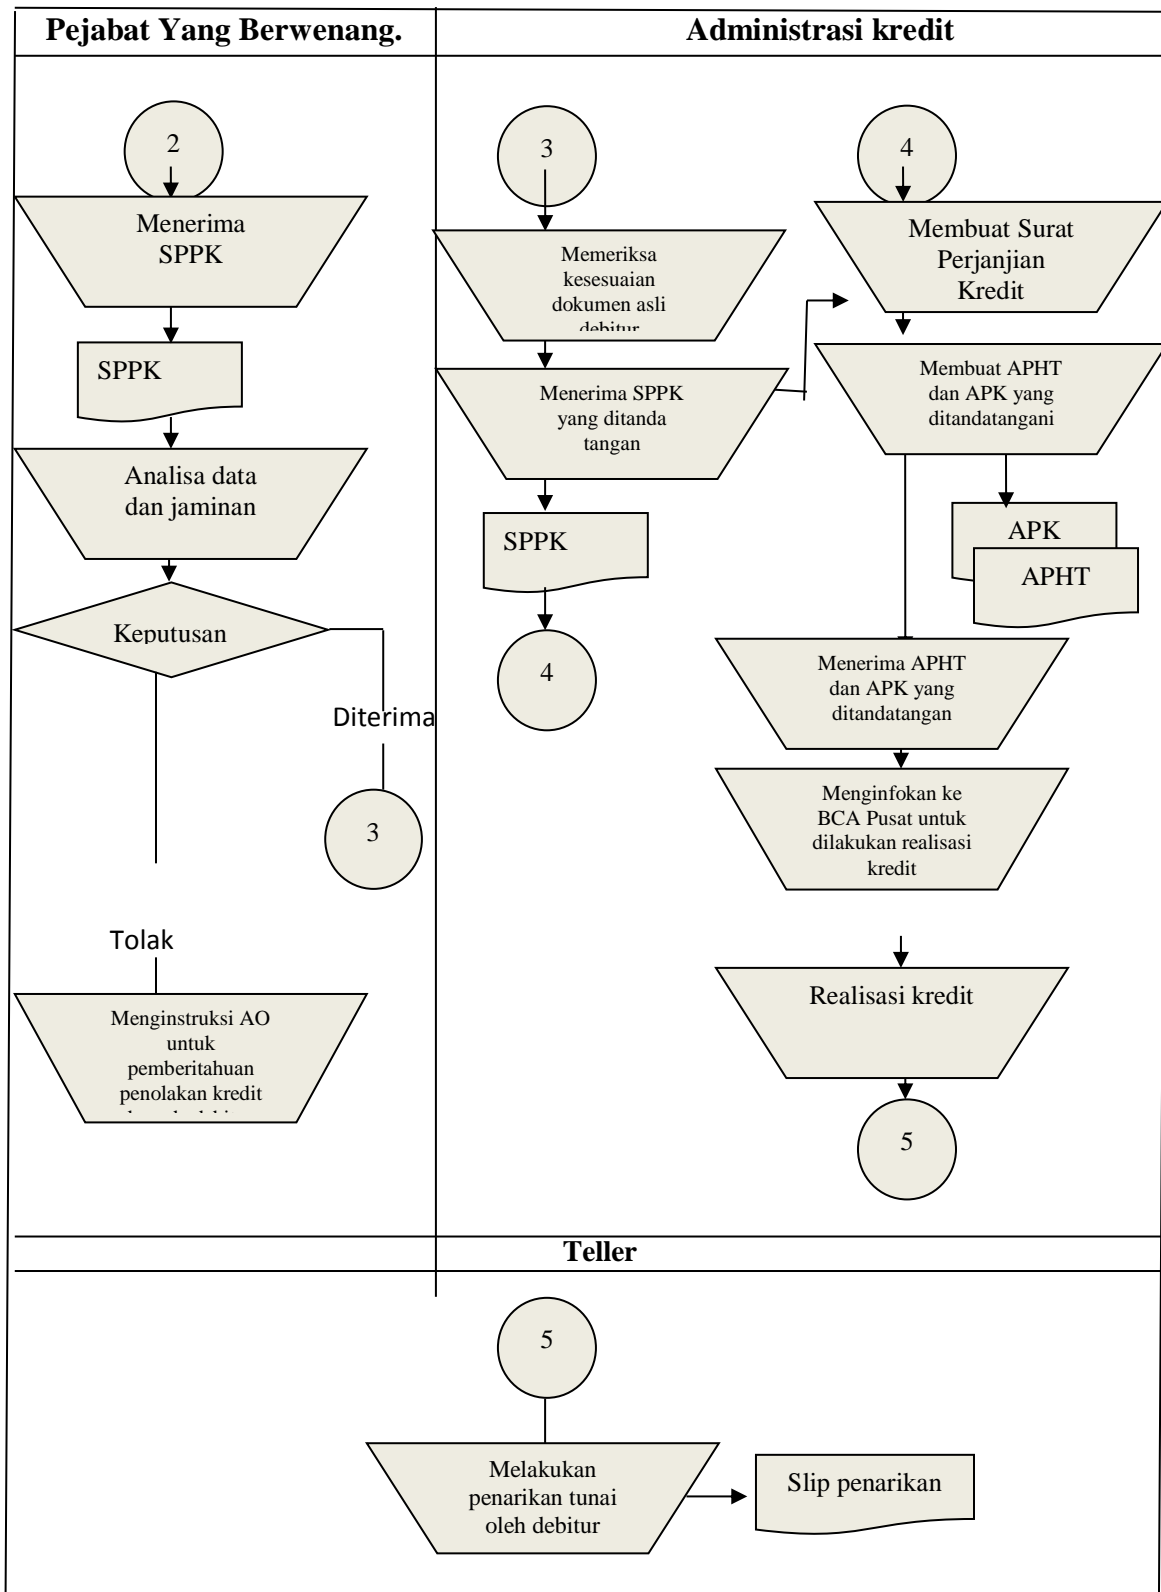 Pejabat Yang Berwenang.
Administrasi kredit
2
Menerima
SPPK
SPPK
Analisa data
dan jaminan
Keputusan
Diterima
3
Tolak
Menginstruksi AO
untuk
pemberitahuan
penolakan kredit
3
Memeriksa
kesesuaian
dokumen asli
debitur
Menerima SPPK
yang ditanda
tangan
SPPK
4
4
Membuat Surat
Perjanjian
Kredit
Membuat APHT
dan APK yang
ditandatangani
APK
APHT
Menerima APHT
dan APK yang
ditandatangan
Menginfokan ke
BCA Pusat untuk
dilakukan realisasi
kredit
Realisasi kredit
5
Teller
5
Melakukan
penarikan tunai
oleh debitur
Slip penarikan